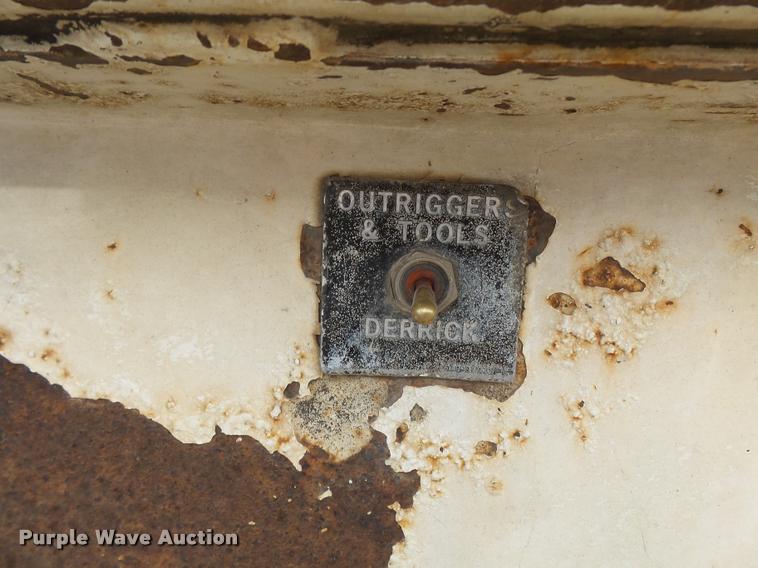 OUTRIGGERS
& TOOLS
DERRICK
Purple Wave Auction